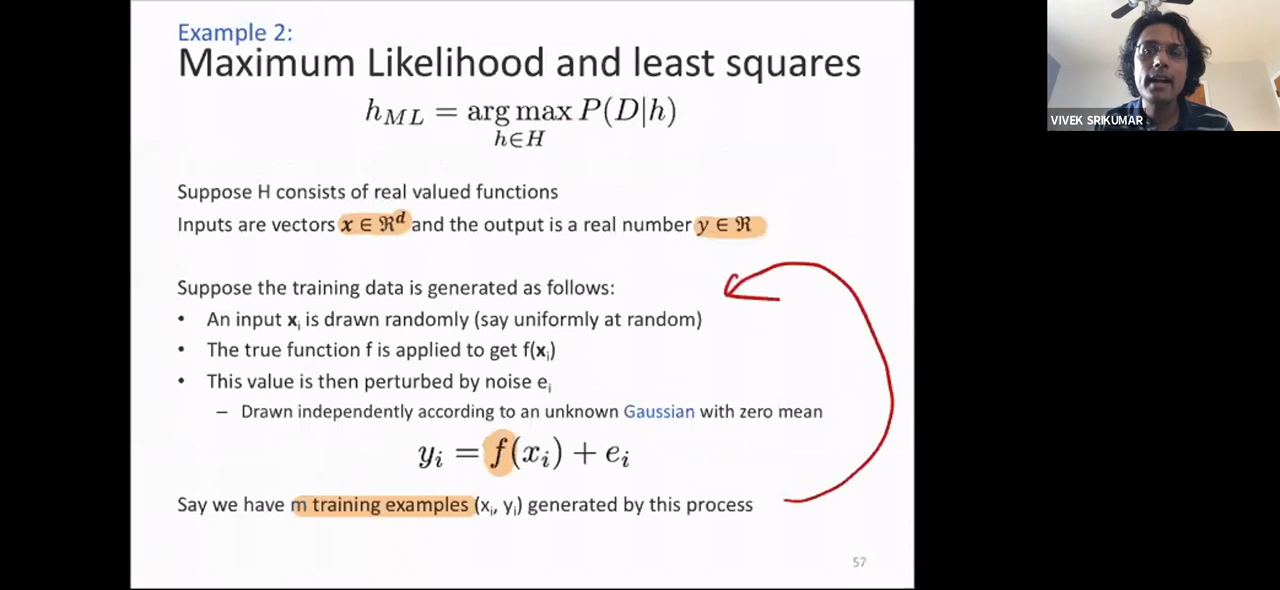 Example 2:
Maximum Likelihood and least squares
h_{ML} = arg max P(D|h)
h∈H
Suppose H consists of real valued functions
Inputs are vectors x ∈ ℜ^d and the output is a real number y ∈ ℜ
Suppose the training data is generated as follows:
• An input x_i is drawn randomly (say uniformly at random)
• The true function f is applied to get f(x_i)
• This value is then perturbed by noise e_i
– Drawn independently according to an unknown Gaussian with zero mean
y_i = f(x_i) + e_i
Say we have m training examples (x_i, y_i) generated by this process
57
VIVEK SRIKUMAR